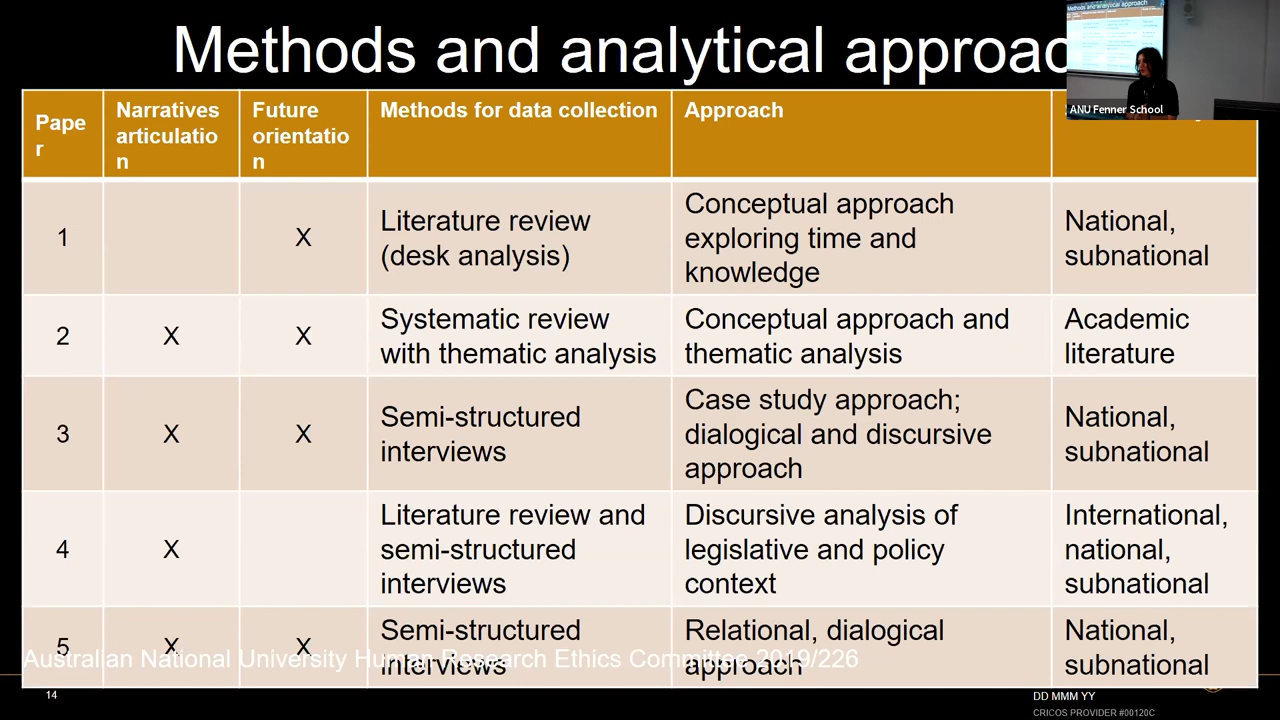 Methods and analytical approac
ANU Fenner School
Pape
r
Narratives
articulatio
n
Future
orientatio
n
Methods for data collection
Approach
1
X
Literature review
(desk analysis)
Conceptual approach
exploring time and
knowledge
National,
subnational
2
X
X
Systematic review
with thematic analysis
Conceptual approach and
thematic analysis
Academic
literature
3
X
X
Semi-structured
interviews
Case study approach;
dialogical and discursive
approach
National,
subnational
4
X
Literature review and
semi-structured
interviews
Discursive analysis of
legislative and policy
context
International,
national,
subnational
5
X
X
Semi-structured
interviews
Relational, dialogical
approach
National,
subnational
Australian National University Human Research Ethics Committee 2019/226
14
DD MMM YY
CRICOS PROVIDER #00120C